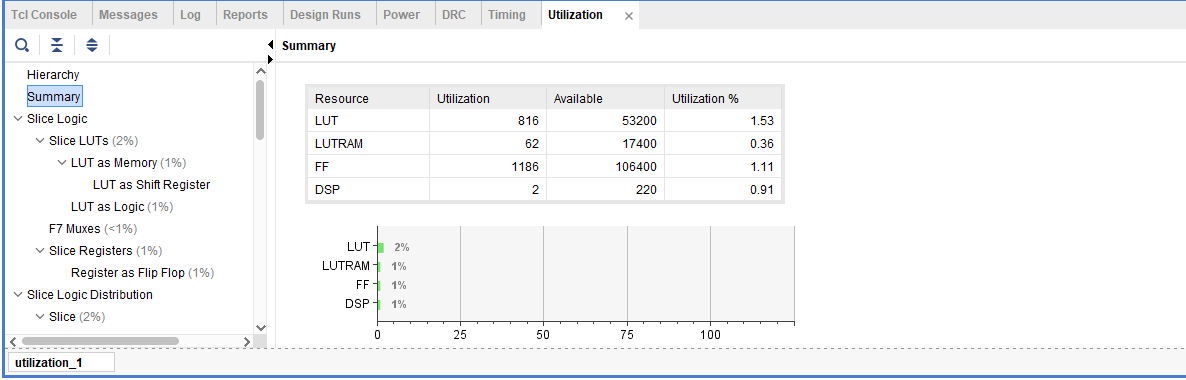 Tcl Console Messages Log Reports Design Runs Power DRC Timing Utilization ×
Summary
Hierarchy
Summary
Slice Logic
Slice LUTs (2%)
LUT as Memory (1%)
LUT as Shift Register
LUT as Logic (1%)
F7 Muxes (<1%)
Slice Registers (1%)
Register as Flip Flop (1%)
Slice Logic Distribution
Slice (2%)
Resource Utilization Available Utilization %
LUT 816 53200 1.53
LUTRAM 62 17400 0.36
FF 1186 106400 1.11
DSP 2 220 0.91
LUT 2%
LUTRAM 1%
FF 1%
DSP 1%
0 25 50 75 100
utilization_1